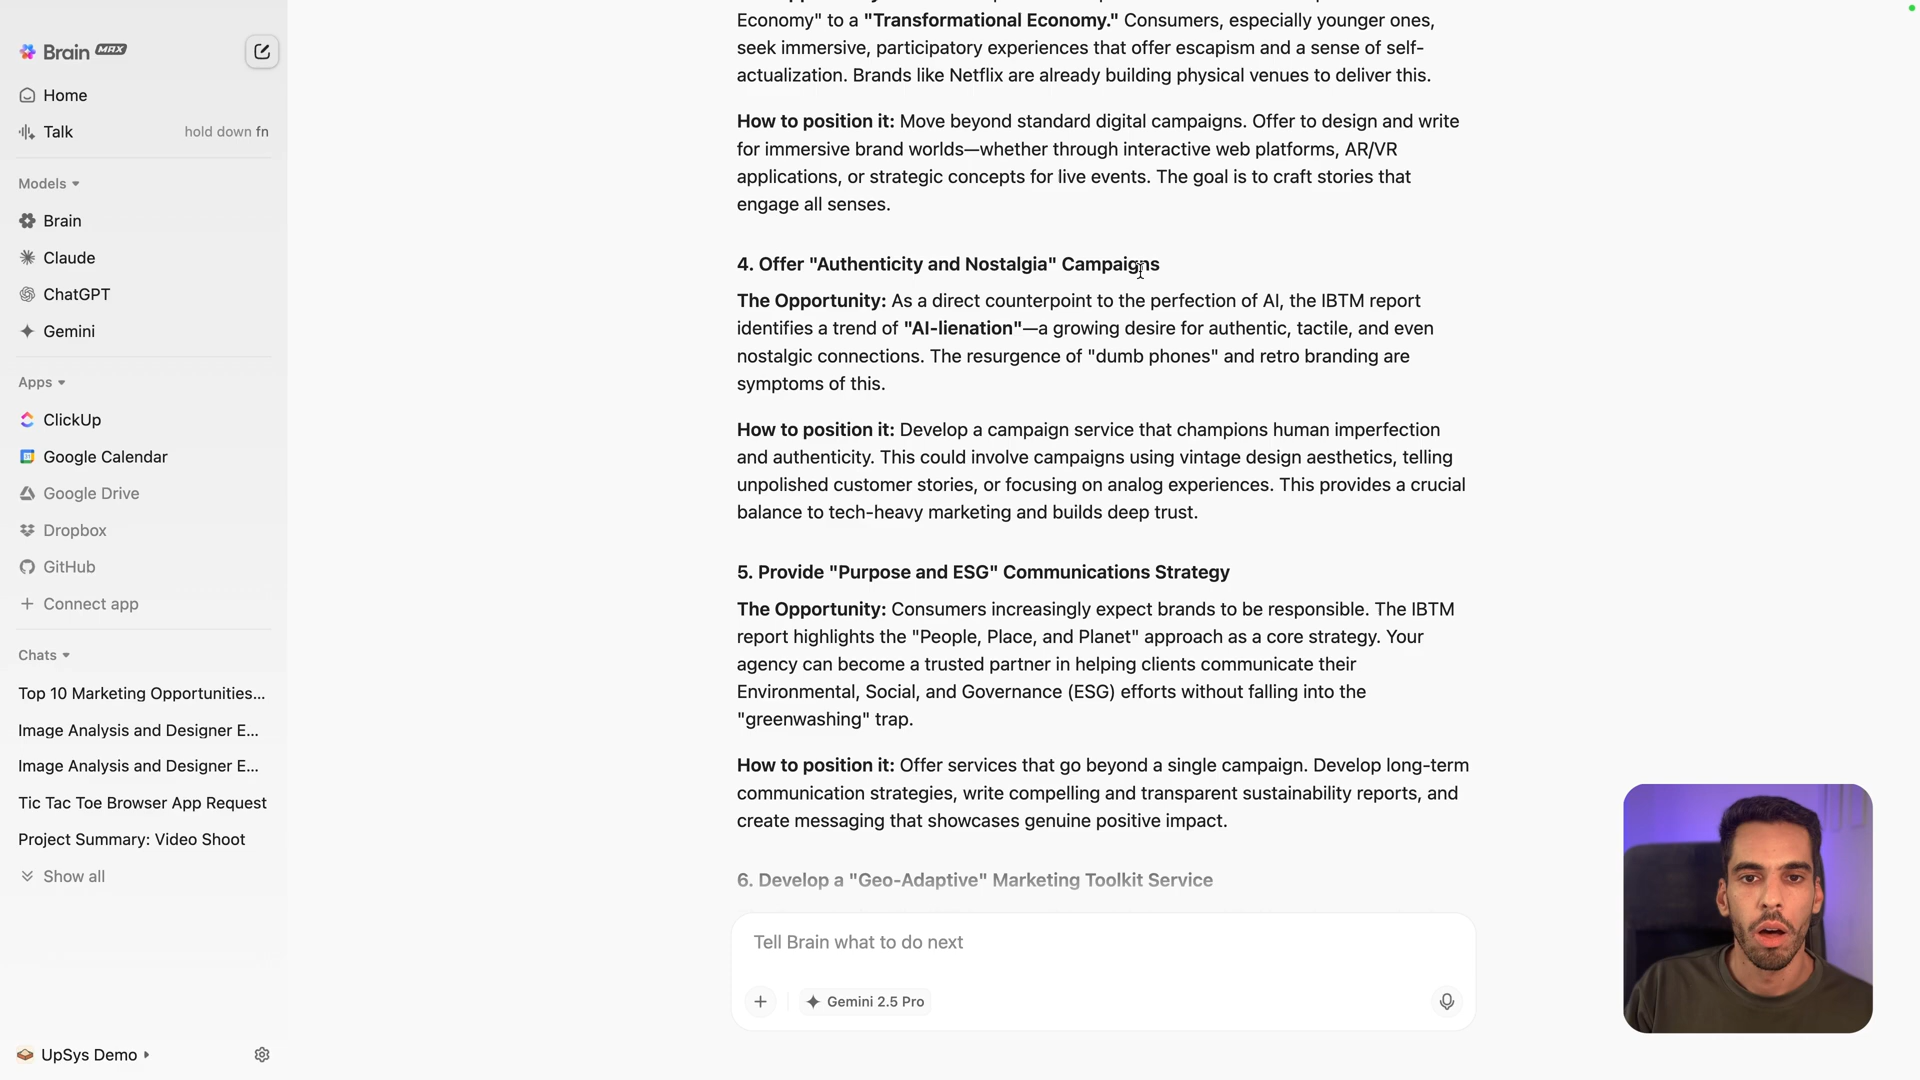 Brain MAX
Home
Talk hold down fn
Models
Brain
Claude
ChatGPT
Gemini
Apps
ClickUp
Google Calendar
Google Drive
Dropbox
GitHub
Connect app
Chats
Top 10 Marketing Opportunities...
Image Analysis and Designer E...
Image Analysis and Designer E...
Tic Tac Toe Browser App Request
Project Summary: Video Shoot
Show all
UpSys Demo
Economy" to a "Transformational Economy." Consumers, especially younger ones,
seek immersive, participatory experiences that offer escapism and a sense of self-
actualization. Brands like Netflix are already building physical venues to deliver this.
How to position it: Move beyond standard digital campaigns. Offer to design and write
for immersive brand worlds—whether through interactive web platforms, AR/VR
applications, or strategic concepts for live events. The goal is to craft stories that
engage all senses.
4. Offer "Authenticity and Nostalgia" Campaigns
The Opportunity: As a direct counterpoint to the perfection of AI, the IBTM report
identifies a trend of "AI-lienation"—a growing desire for authentic, tactile, and even
nostalgic connections. The resurgence of "dumb phones" and retro branding are
symptoms of this.
How to position it: Develop a campaign service that champions human imperfection
and authenticity. This could involve campaigns using vintage design aesthetics, telling
unpolished customer stories, or focusing on analog experiences. This provides a crucial
balance to tech-heavy marketing and builds deep trust.
5. Provide "Purpose and ESG" Communications Strategy
The Opportunity: Consumers increasingly expect brands to be responsible. The IBTM
report highlights the "People, Place, and Planet" approach as a core strategy. Your
agency can become a trusted partner in helping clients communicate their
Environmental, Social, and Governance (ESG) efforts without falling into the
"greenwashing" trap.
How to position it: Offer services that go beyond a single campaign. Develop long-term
communication strategies, write compelling and transparent sustainability reports, and
create messaging that showcases genuine positive impact.
6. Develop a "Geo-Adaptive" Marketing Toolkit Service
Tell Brain what to do next
Gemini 2.5 Pro